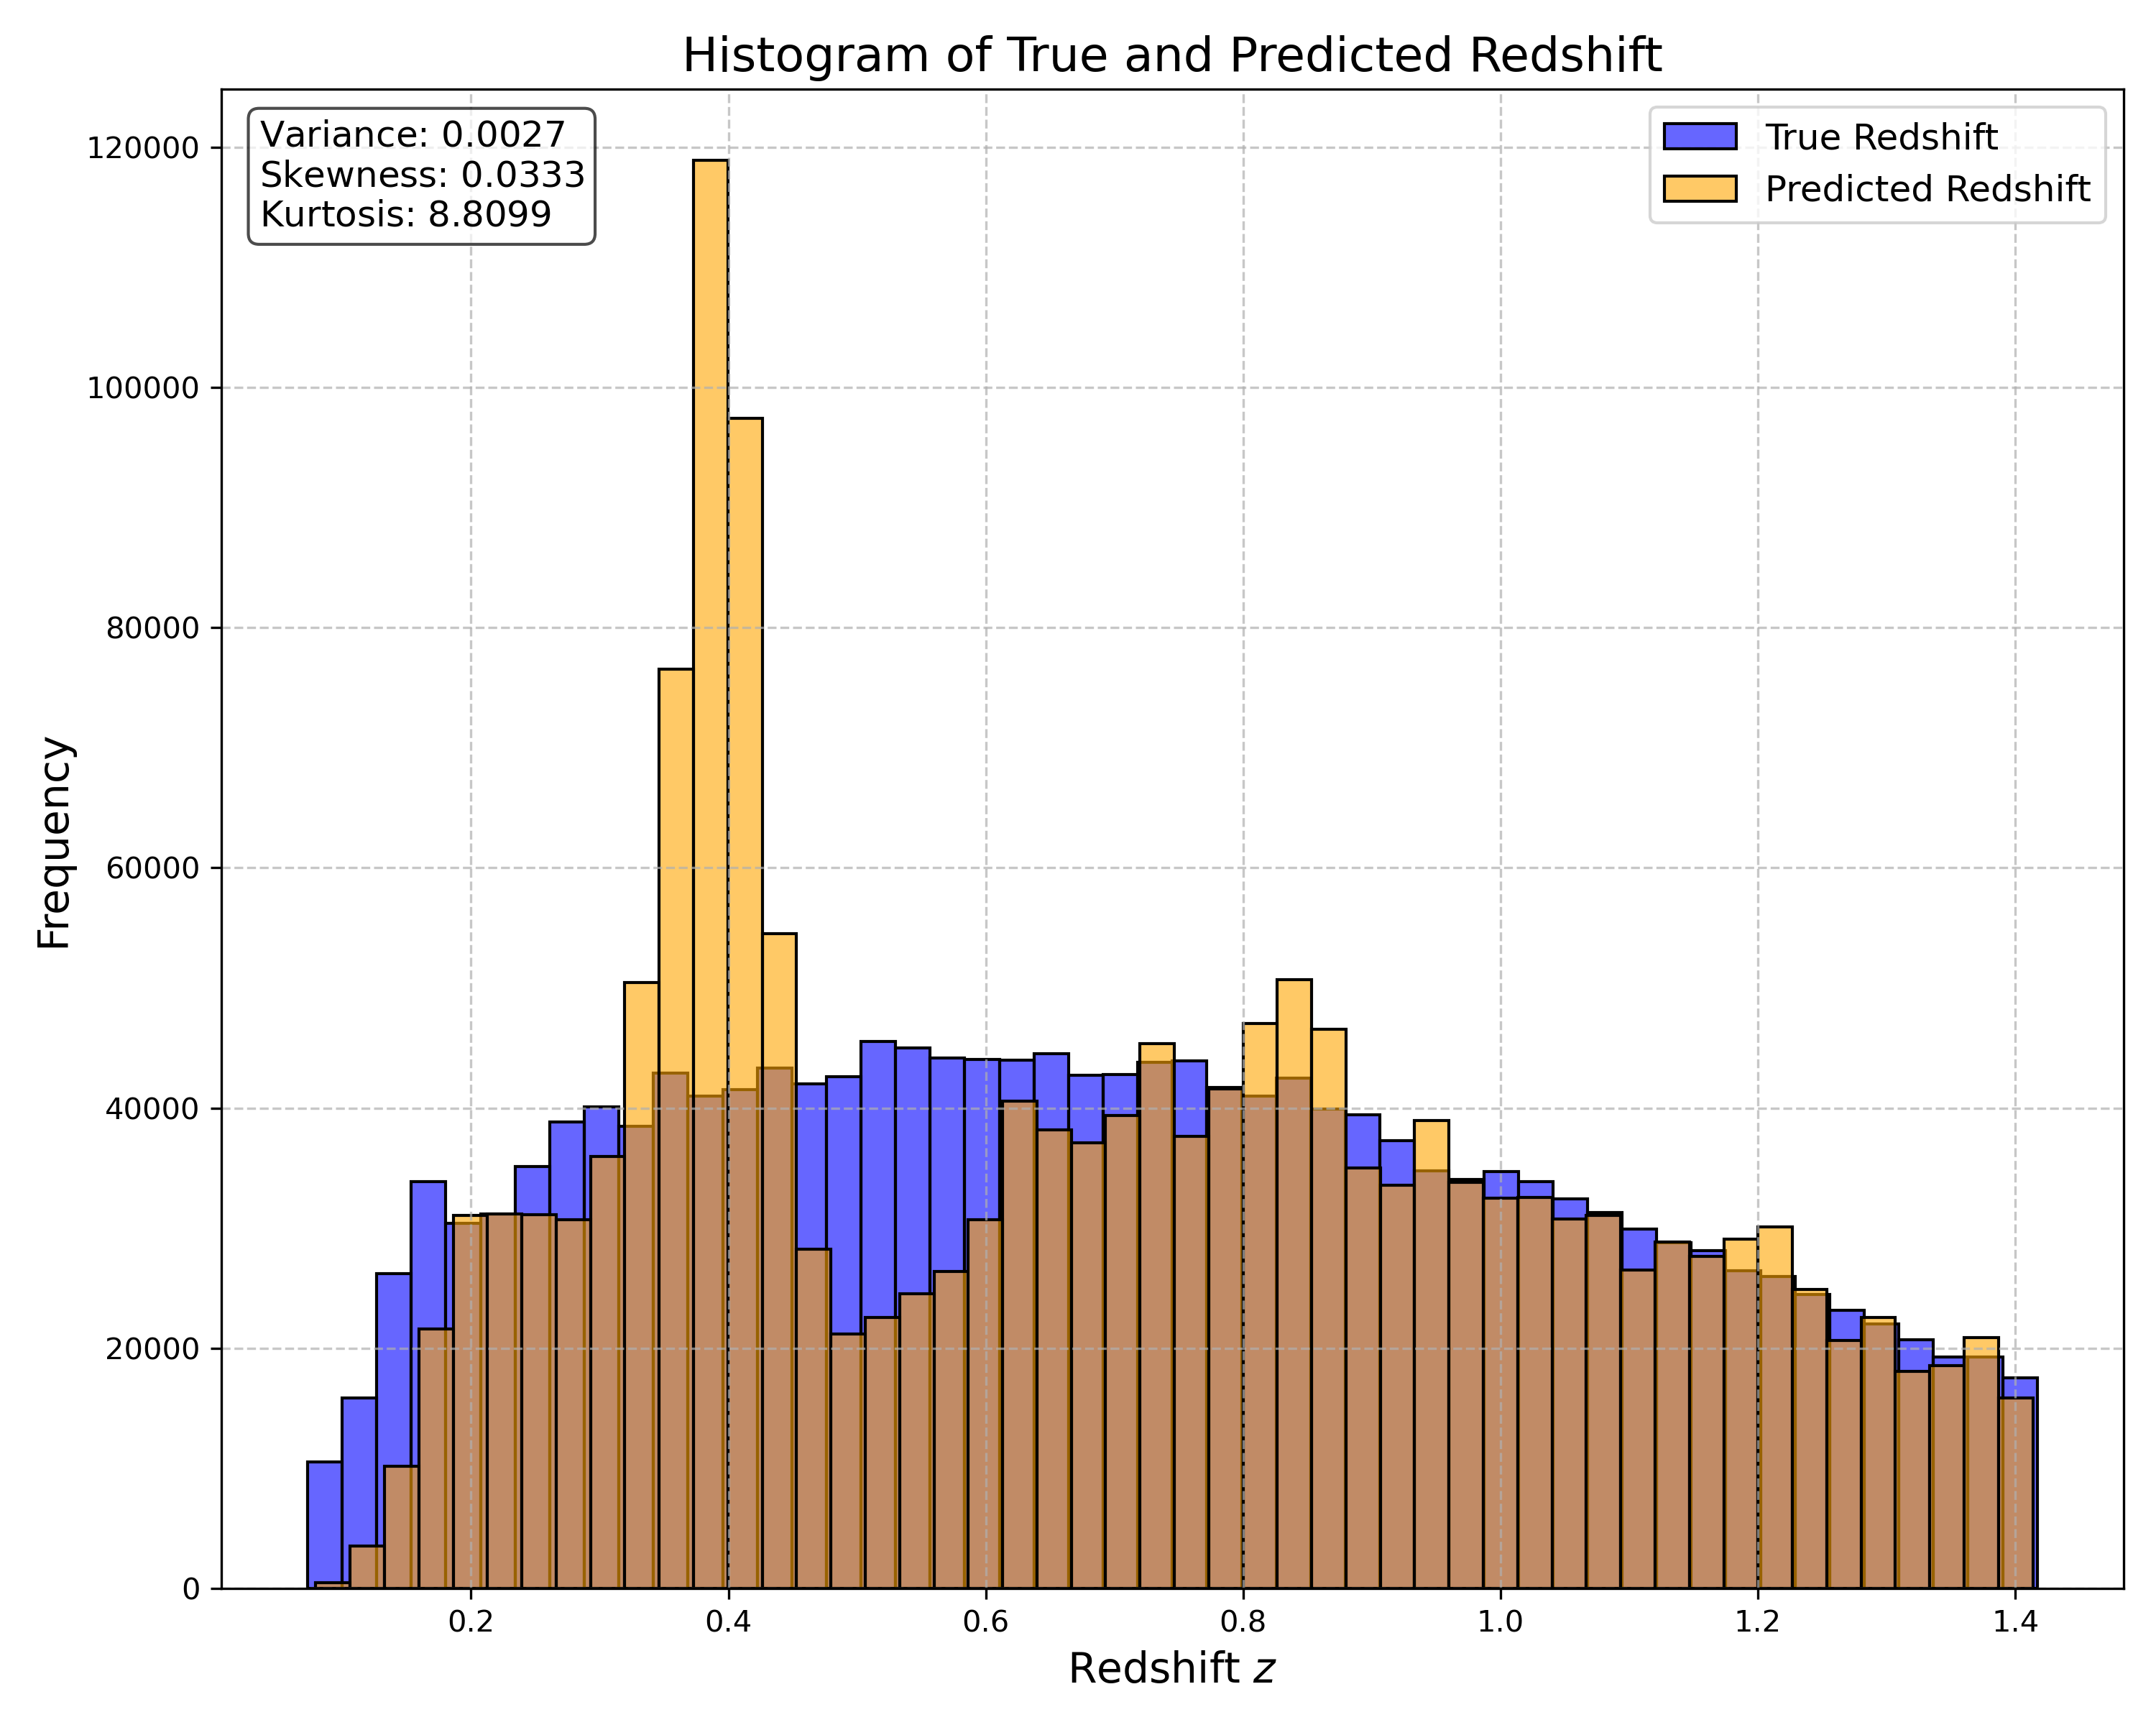 Histogram of True and Predicted Redshift
Variance: 0.0027
Skewness: 0.0333
Kurtosis: 8.8099
True Redshift
Predicted Redshift
120000
100000
80000
60000
40000
20000
0
Frequency
0.2 0.4 0.6 0.8 1.0 1.2 1.4
Redshift z